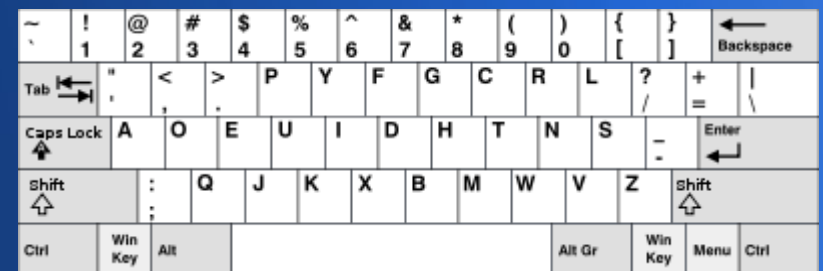 ~ ! @ # $ % ^ & * ( ) { }
` 1 2 3 4 5 6 7 8 9 0 [ ] Backspace
Tab " < > P Y F G C R L ? + |
' , . / = \
Caps Lock A O E U I D H T N S _ Enter
-
Shift : Q J K X B M W V Z Shift
;
Ctrl Win Key Alt Alt Gr Win Key Menu Ctrl